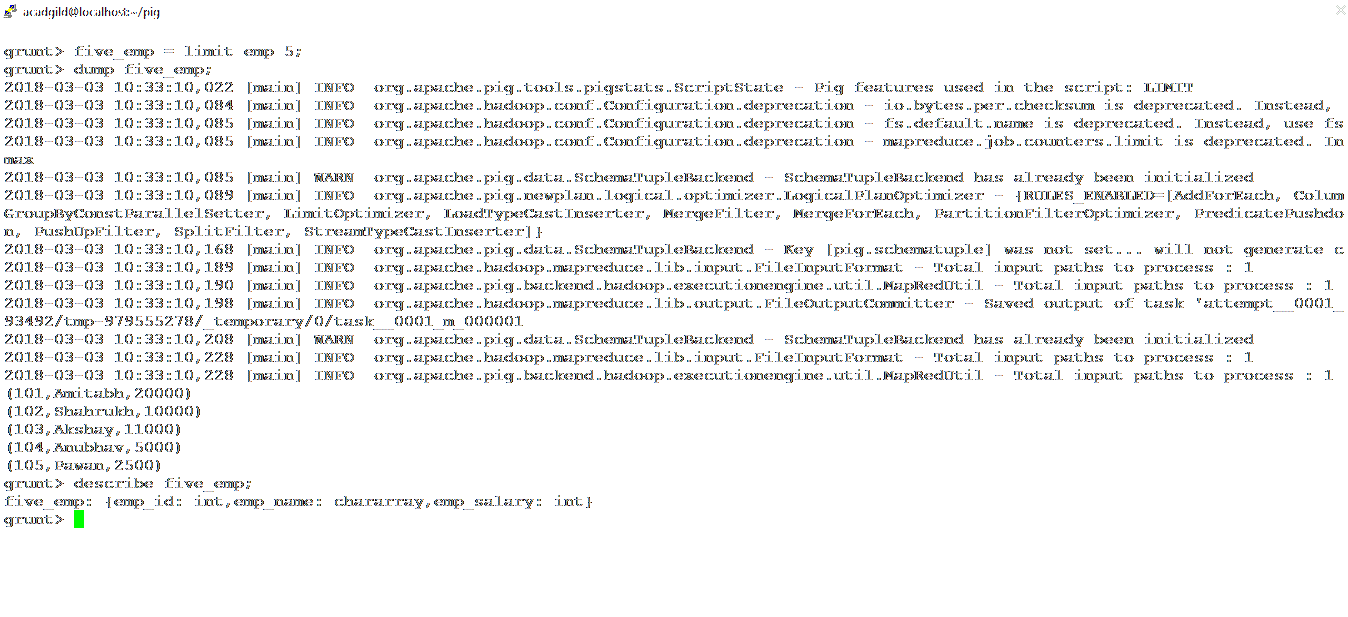 acadgild@localhost:~/pig
grunt> five_emp = limit emp 5;
grunt> dump five_emp;
2018-03-03 10:33:10,022 [main] INFO  org.apache.pig.tools.pigstats.ScriptState - Pig features used in the script: LIMIT
2018-03-03 10:33:10,084 [main] INFO  org.apache.hadoop.conf.Configuration.deprecation - io.bytes.per.checksum is deprecated. Instead,
2018-03-03 10:33:10,085 [main] INFO  org.apache.hadoop.conf.Configuration.deprecation - fs.default.name is deprecated. Instead, use fs
2018-03-03 10:33:10,085 [main] INFO  org.apache.hadoop.conf.Configuration.deprecation - mapreduce.job.counters.limit is deprecated. In
max
2018-03-03 10:33:10,085 [main] WARN  org.apache.pig.data.SchemaTupleBackend - SchemaTupleBackend has already been initialized
2018-03-03 10:33:10,089 [main] INFO  org.apache.pig.newplan.logical.optimizer.LogicalPlanOptimizer - {RULES_ENABLED=[AddForEach, Colum
GroupByConstParallelSetter, LimitOptimizer, LoadTypeCastInserter, MergeFilter, MergeForEach, PartitionFilterOptimizer, PredicatePushdo
n, PushUpFilter, SplitFilter, StreamTypeCastInserter]}
2018-03-03 10:33:10,168 [main] INFO  org.apache.pig.data.SchemaTupleBackend - Key [pig.schematuple] was not set... will not generate c
2018-03-03 10:33:10,189 [main] INFO  org.apache.hadoop.mapreduce.lib.input.FileInputFormat - Total input paths to process : 1
2018-03-03 10:33:10,190 [main] INFO  org.apache.pig.backend.hadoop.executionengine.util.MapRedUtil - Total input paths to process : 1
2018-03-03 10:33:10,198 [main] INFO  org.apache.hadoop.mapreduce.lib.output.FileOutputCommitter - Saved output of task 'attempt__0001_
93492/tmp-979555278/_temporary/0/task__0001_m_000001
2018-03-03 10:33:10,208 [main] WARN  org.apache.pig.data.SchemaTupleBackend - SchemaTupleBackend has already been initialized
2018-03-03 10:33:10,228 [main] INFO  org.apache.hadoop.mapreduce.lib.input.FileInputFormat - Total input paths to process : 1
2018-03-03 10:33:10,228 [main] INFO  org.apache.pig.backend.hadoop.executionengine.util.MapRedUtil - Total input paths to process : 1
(101,Amitabh,20000)
(102,Shahrukh,10000)
(103,Akshay,11000)
(104,Anubhav,5000)
(105,Pawan,2500)
grunt> describe five_emp;
five_emp: {emp_id: int,emp_name: chararray,emp_salary: int}
grunt>